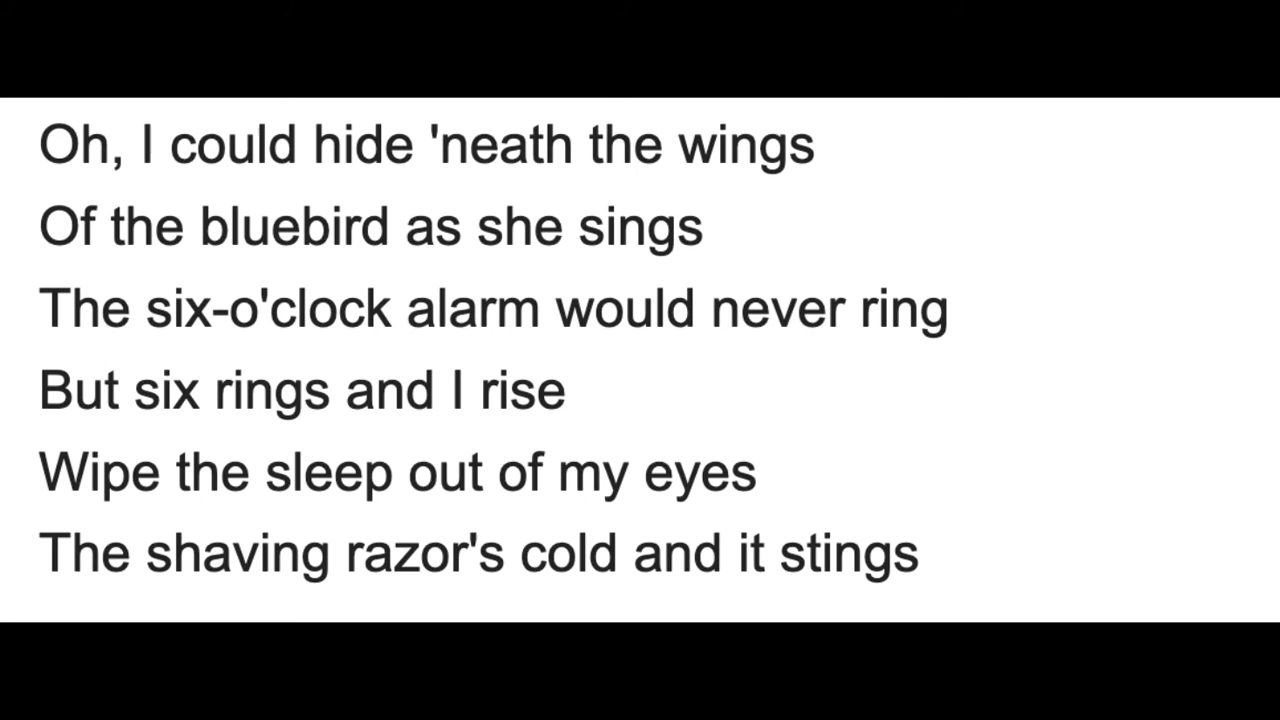 Oh, I could hide 'neath the wings
Of the bluebird as she sings
The six-o'clock alarm would never ring
But six rings and I rise
Wipe the sleep out of my eyes
The shaving razor's cold and it stings